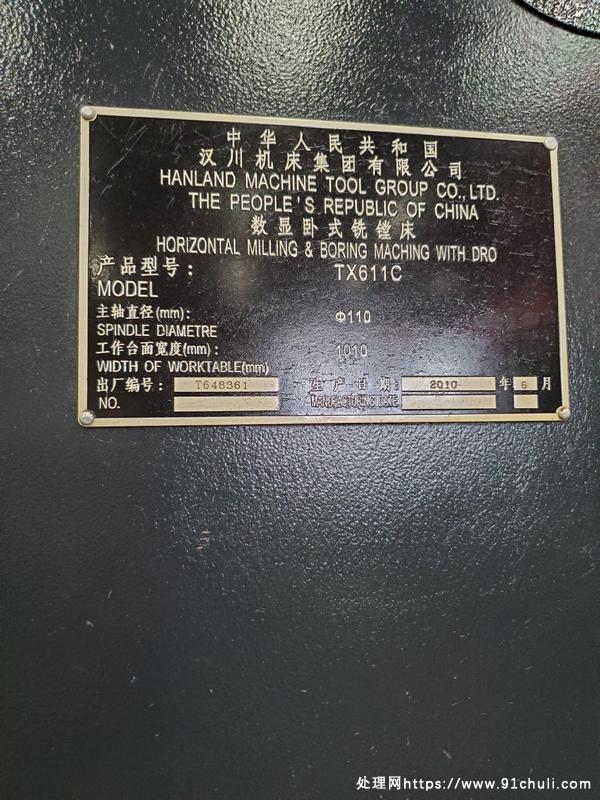 中华人民共和国
汉川机床集团有限公司
HANLAND MACHINE TOOL GROUP CO.,LTD.
THE PEOPLE'S REPUBLIC OF CHINA
数显卧式铣镗床
HORIZONTAL MILLING & BORING MACHING WITH DRO
产品型号: TX611C
MODEL
主轴直径(mm): Φ110
SPINDLE DIAMETRE
工作台面宽度(mm): 1010
WIDTH OF WORKTABLE(mm)
出厂编号: T648361 生产日期: 2010 年 6 月
NO. MANUFACTURING DATE
处理网https://www.91chuli.com